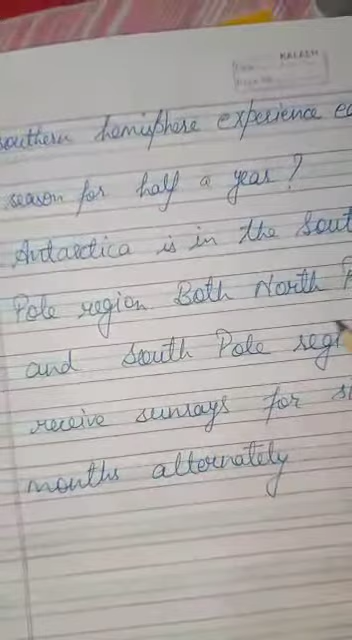 KALASH
southern hemisphere experience
season for half a year?
Antarctica is in the
Pole region Both North
and South Pole
receive sunrays for
months alternately